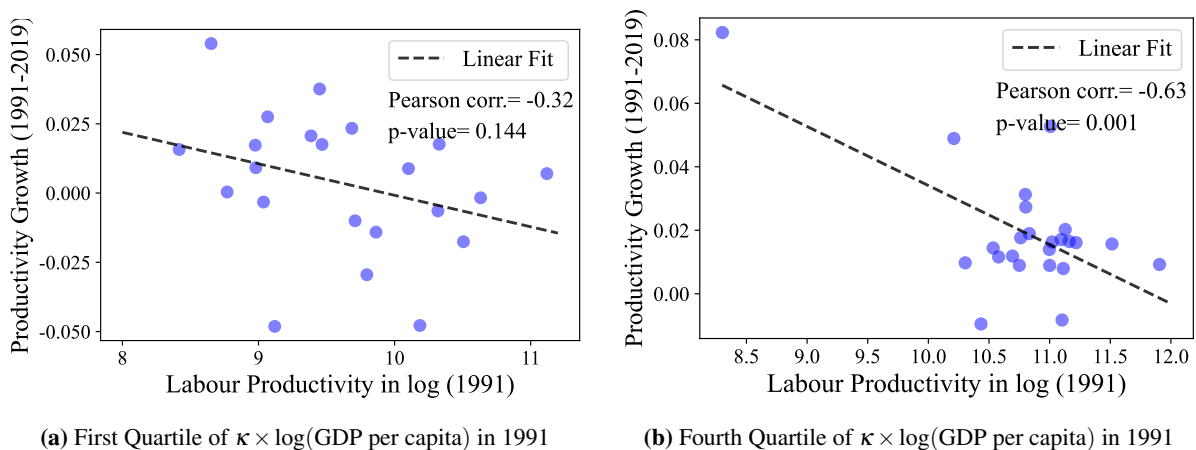 Productivity Growth (1991-2019)
0.050
0.025
0.000
-0.025
-0.050
Linear Fit
Pearson corr.= -0.32
p-value= 0.144
8
9
10
11
Labour Productivity in log (1991)
(a) First Quartile of κ × log(GDP per capita) in 1991
Productivity Growth (1991-2019)
0.08
0.06
0.04
0.02
0.00
Linear Fit
Pearson corr.= -0.63
p-value= 0.001
8.5
9.0
9.5
10.0
10.5
11.0
11.5
12.0
Labour Productivity in log (1991)
(b) Fourth Quartile of κ × log(GDP per capita) in 1991